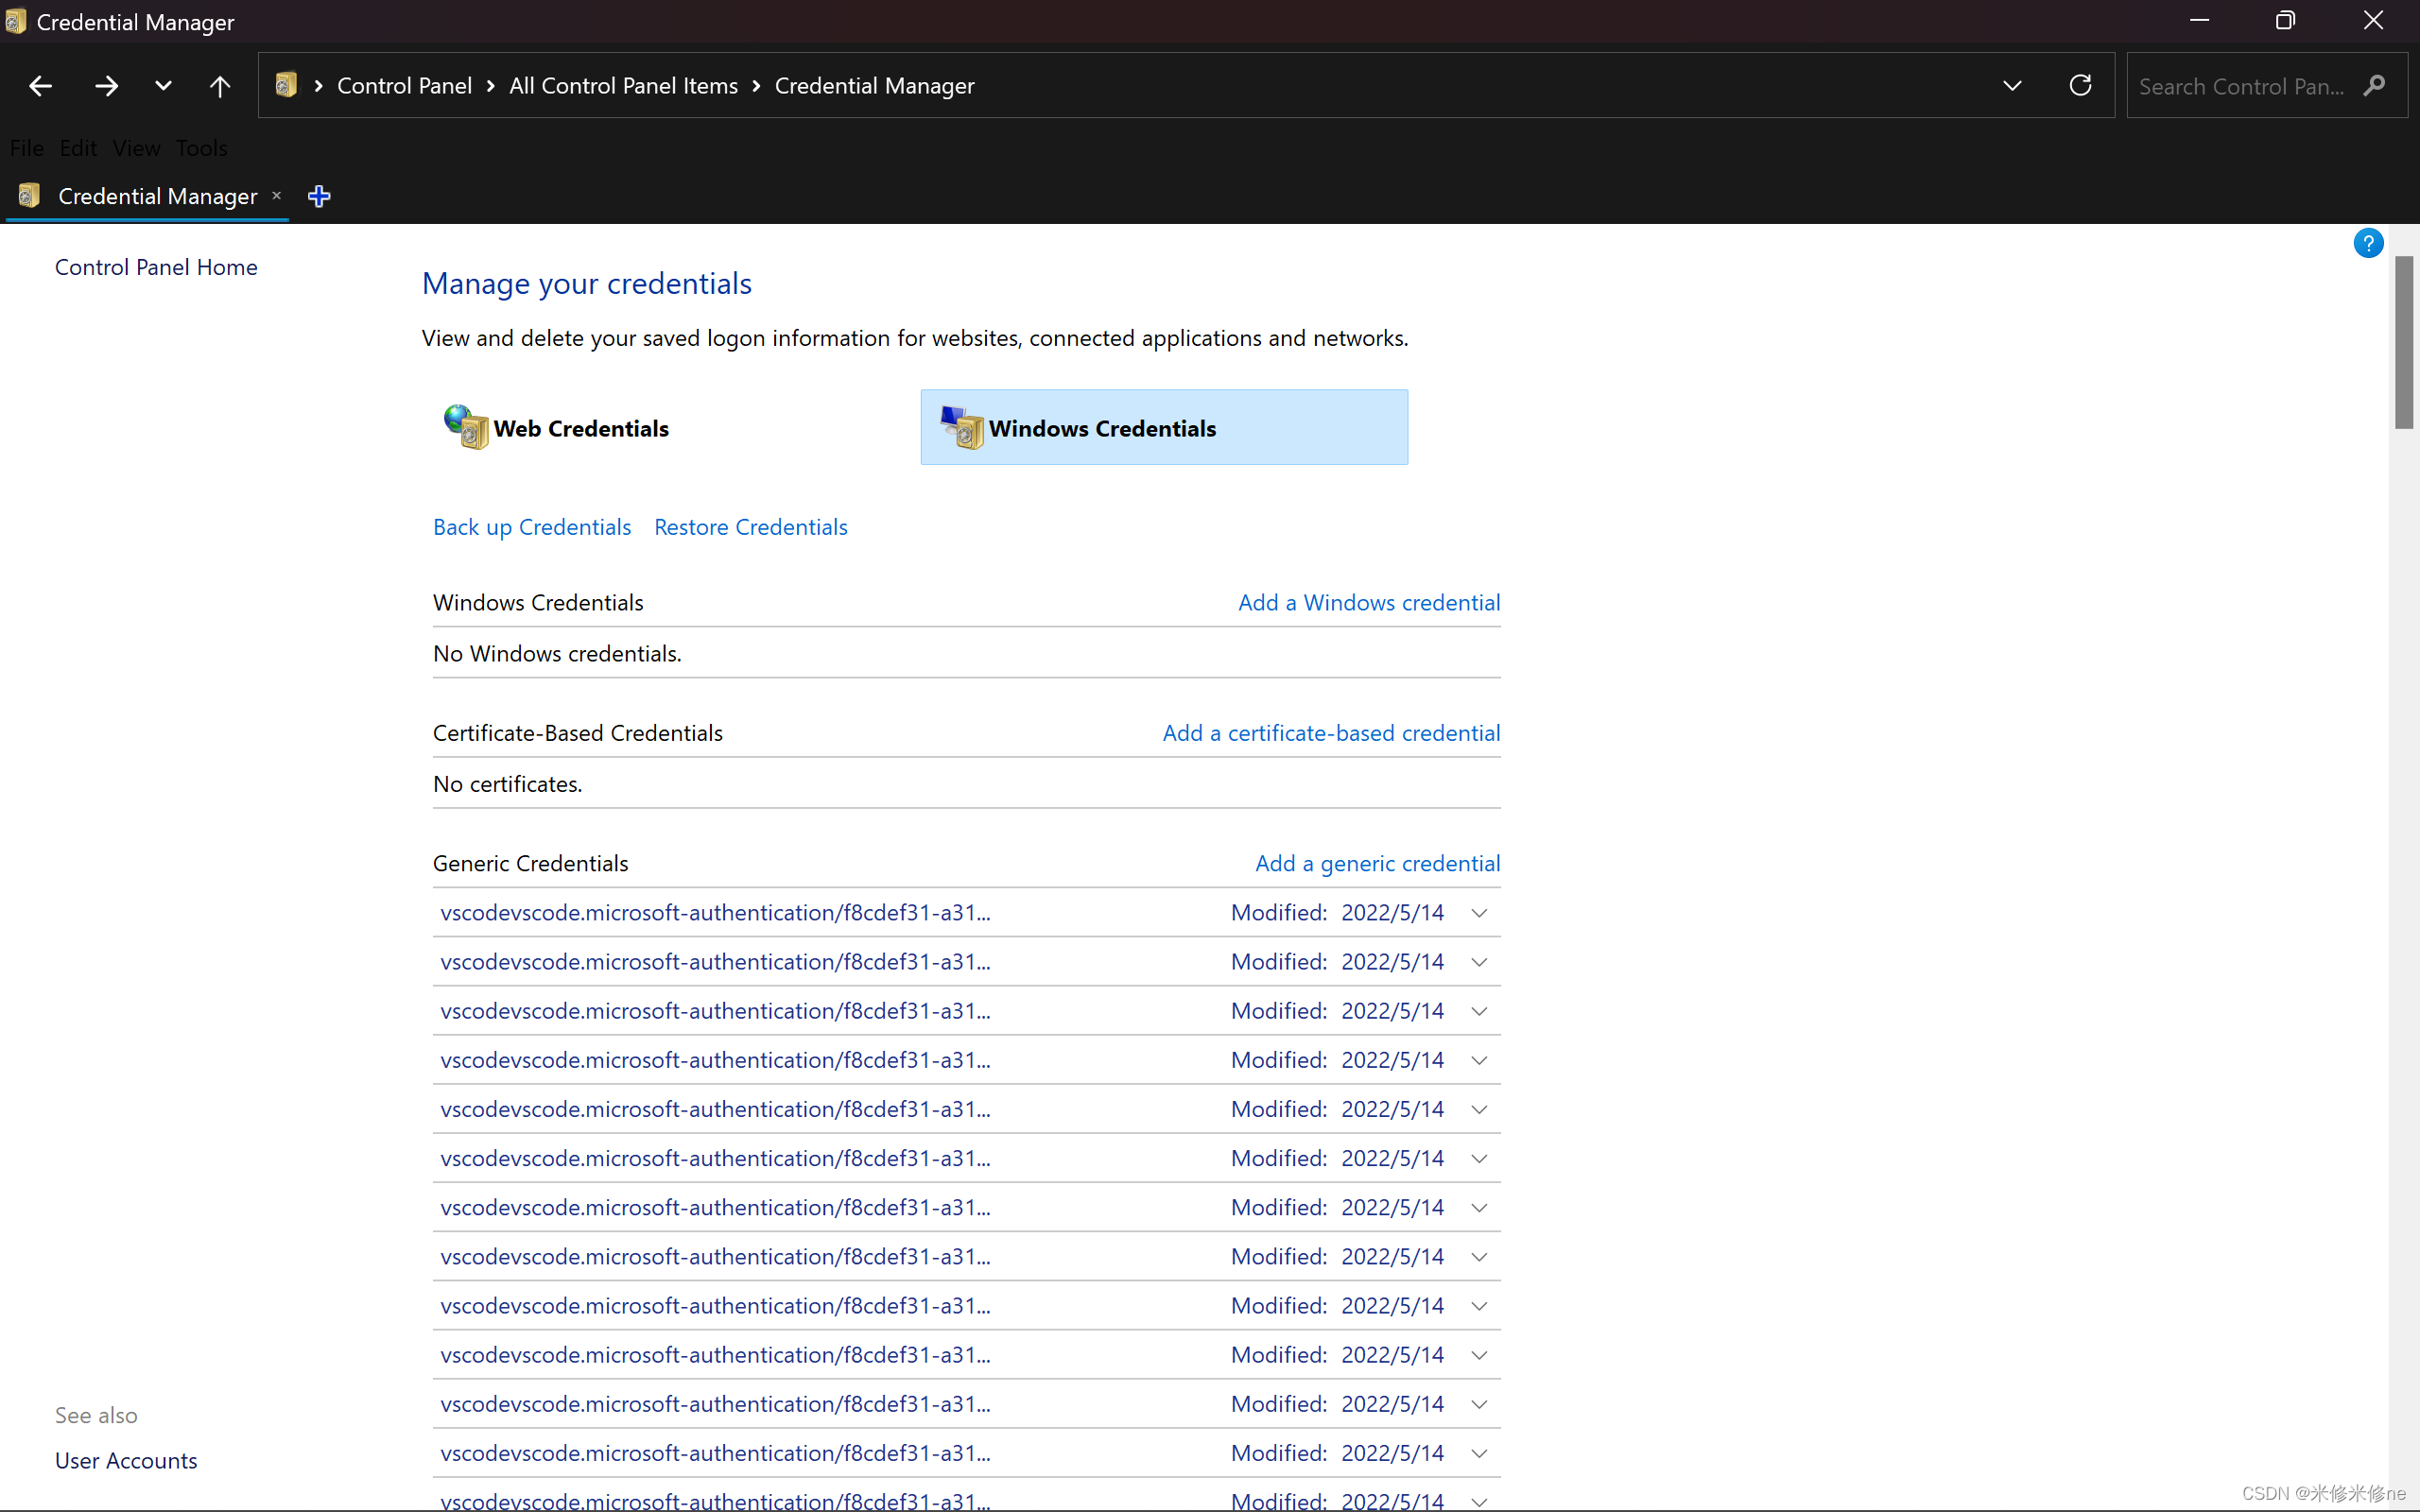 Credential Manager
Control Panel › All Control Panel Items › Credential Manager
Search Control Pan...
File Edit View Tools
Credential Manager
Control Panel Home
Manage your credentials
View and delete your saved logon information for websites, connected applications and networks.
Web Credentials
Windows Credentials
Back up Credentials Restore Credentials
Windows Credentials Add a Windows credential
No Windows credentials.
Certificate-Based Credentials Add a certificate-based credential
No certificates.
Generic Credentials Add a generic credential
vscodevscode.microsoft-authentication/f8cdef31-a31... Modified: 2022/5/14
vscodevscode.microsoft-authentication/f8cdef31-a31... Modified: 2022/5/14
vscodevscode.microsoft-authentication/f8cdef31-a31... Modified: 2022/5/14
vscodevscode.microsoft-authentication/f8cdef31-a31... Modified: 2022/5/14
vscodevscode.microsoft-authentication/f8cdef31-a31... Modified: 2022/5/14
vscodevscode.microsoft-authentication/f8cdef31-a31... Modified: 2022/5/14
vscodevscode.microsoft-authentication/f8cdef31-a31... Modified: 2022/5/14
vscodevscode.microsoft-authentication/f8cdef31-a31... Modified: 2022/5/14
vscodevscode.microsoft-authentication/f8cdef31-a31... Modified: 2022/5/14
vscodevscode.microsoft-authentication/f8cdef31-a31... Modified: 2022/5/14
vscodevscode.microsoft-authentication/f8cdef31-a31... Modified: 2022/5/14
vscodevscode.microsoft-authentication/f8cdef31-a31... Modified: 2022/5/14
vscodevscode.microsoft-authentication/f8cdef31-a31... Modified: 2022/5/14
See also
User Accounts
CSDN @米修米修ne